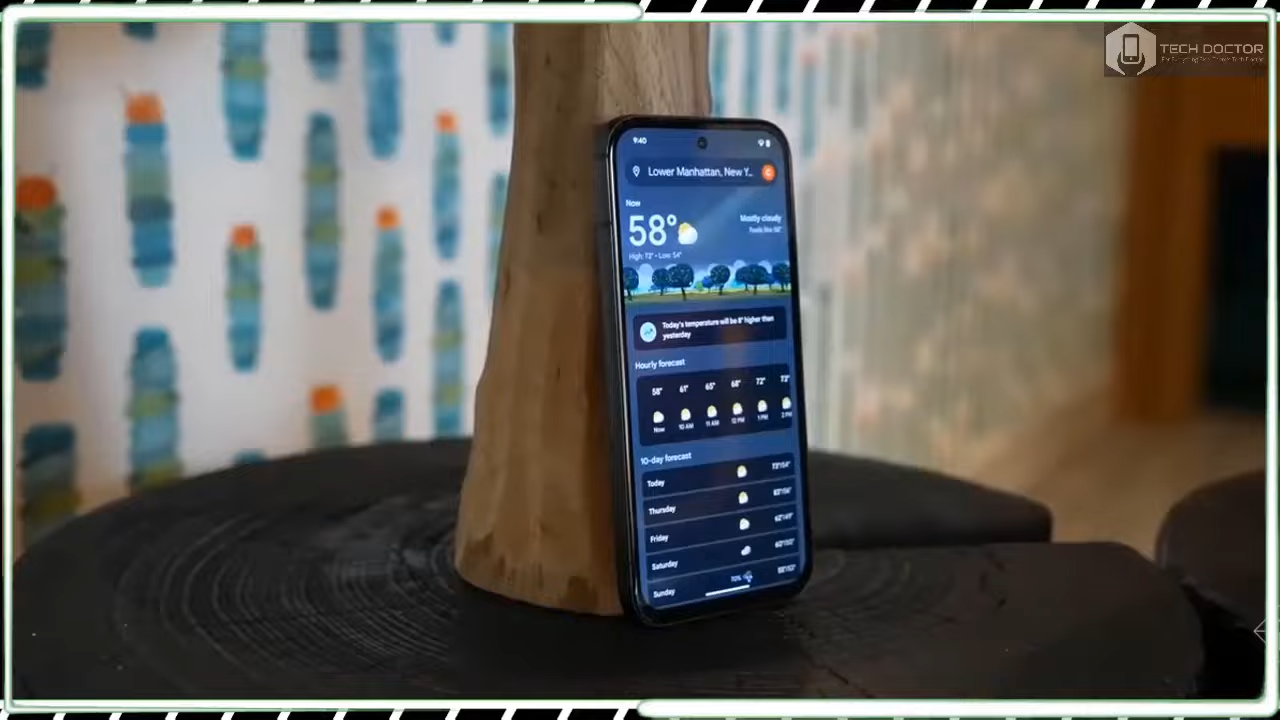 TECH DOCTOR
9:40
Lower Manhattan, New Y...
Now
58°
Mostly cloudy
High: 73° • Low: 54°
Today's temperature will be 8° higher than
yesterday
Hourly forecast
58° 61° 65° 68° 72° 73°
Now 10 AM 11 AM 12 PM 1 PM 2 PM
10-day forecast
Today
Thursday
Friday
Saturday
Sunday